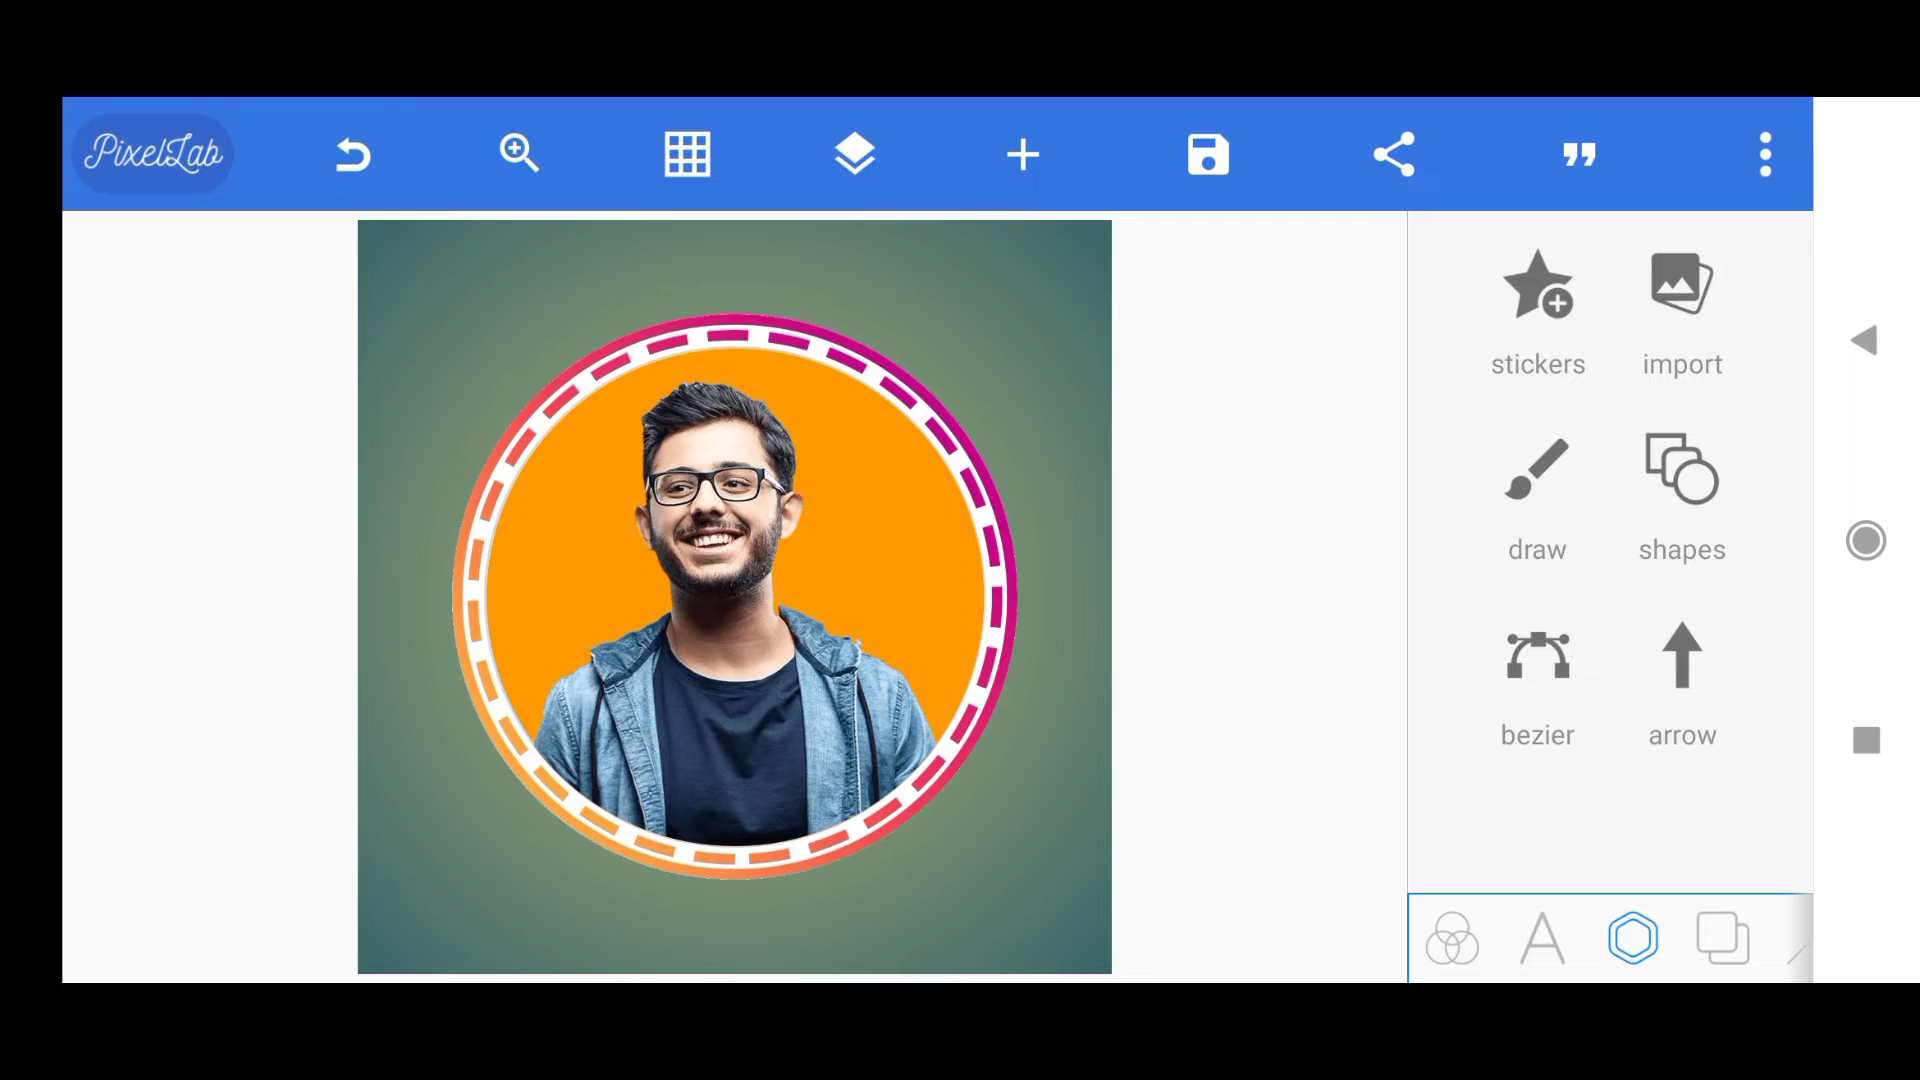 PixelLab
stickers
import
draw
shapes
bezier
arrow